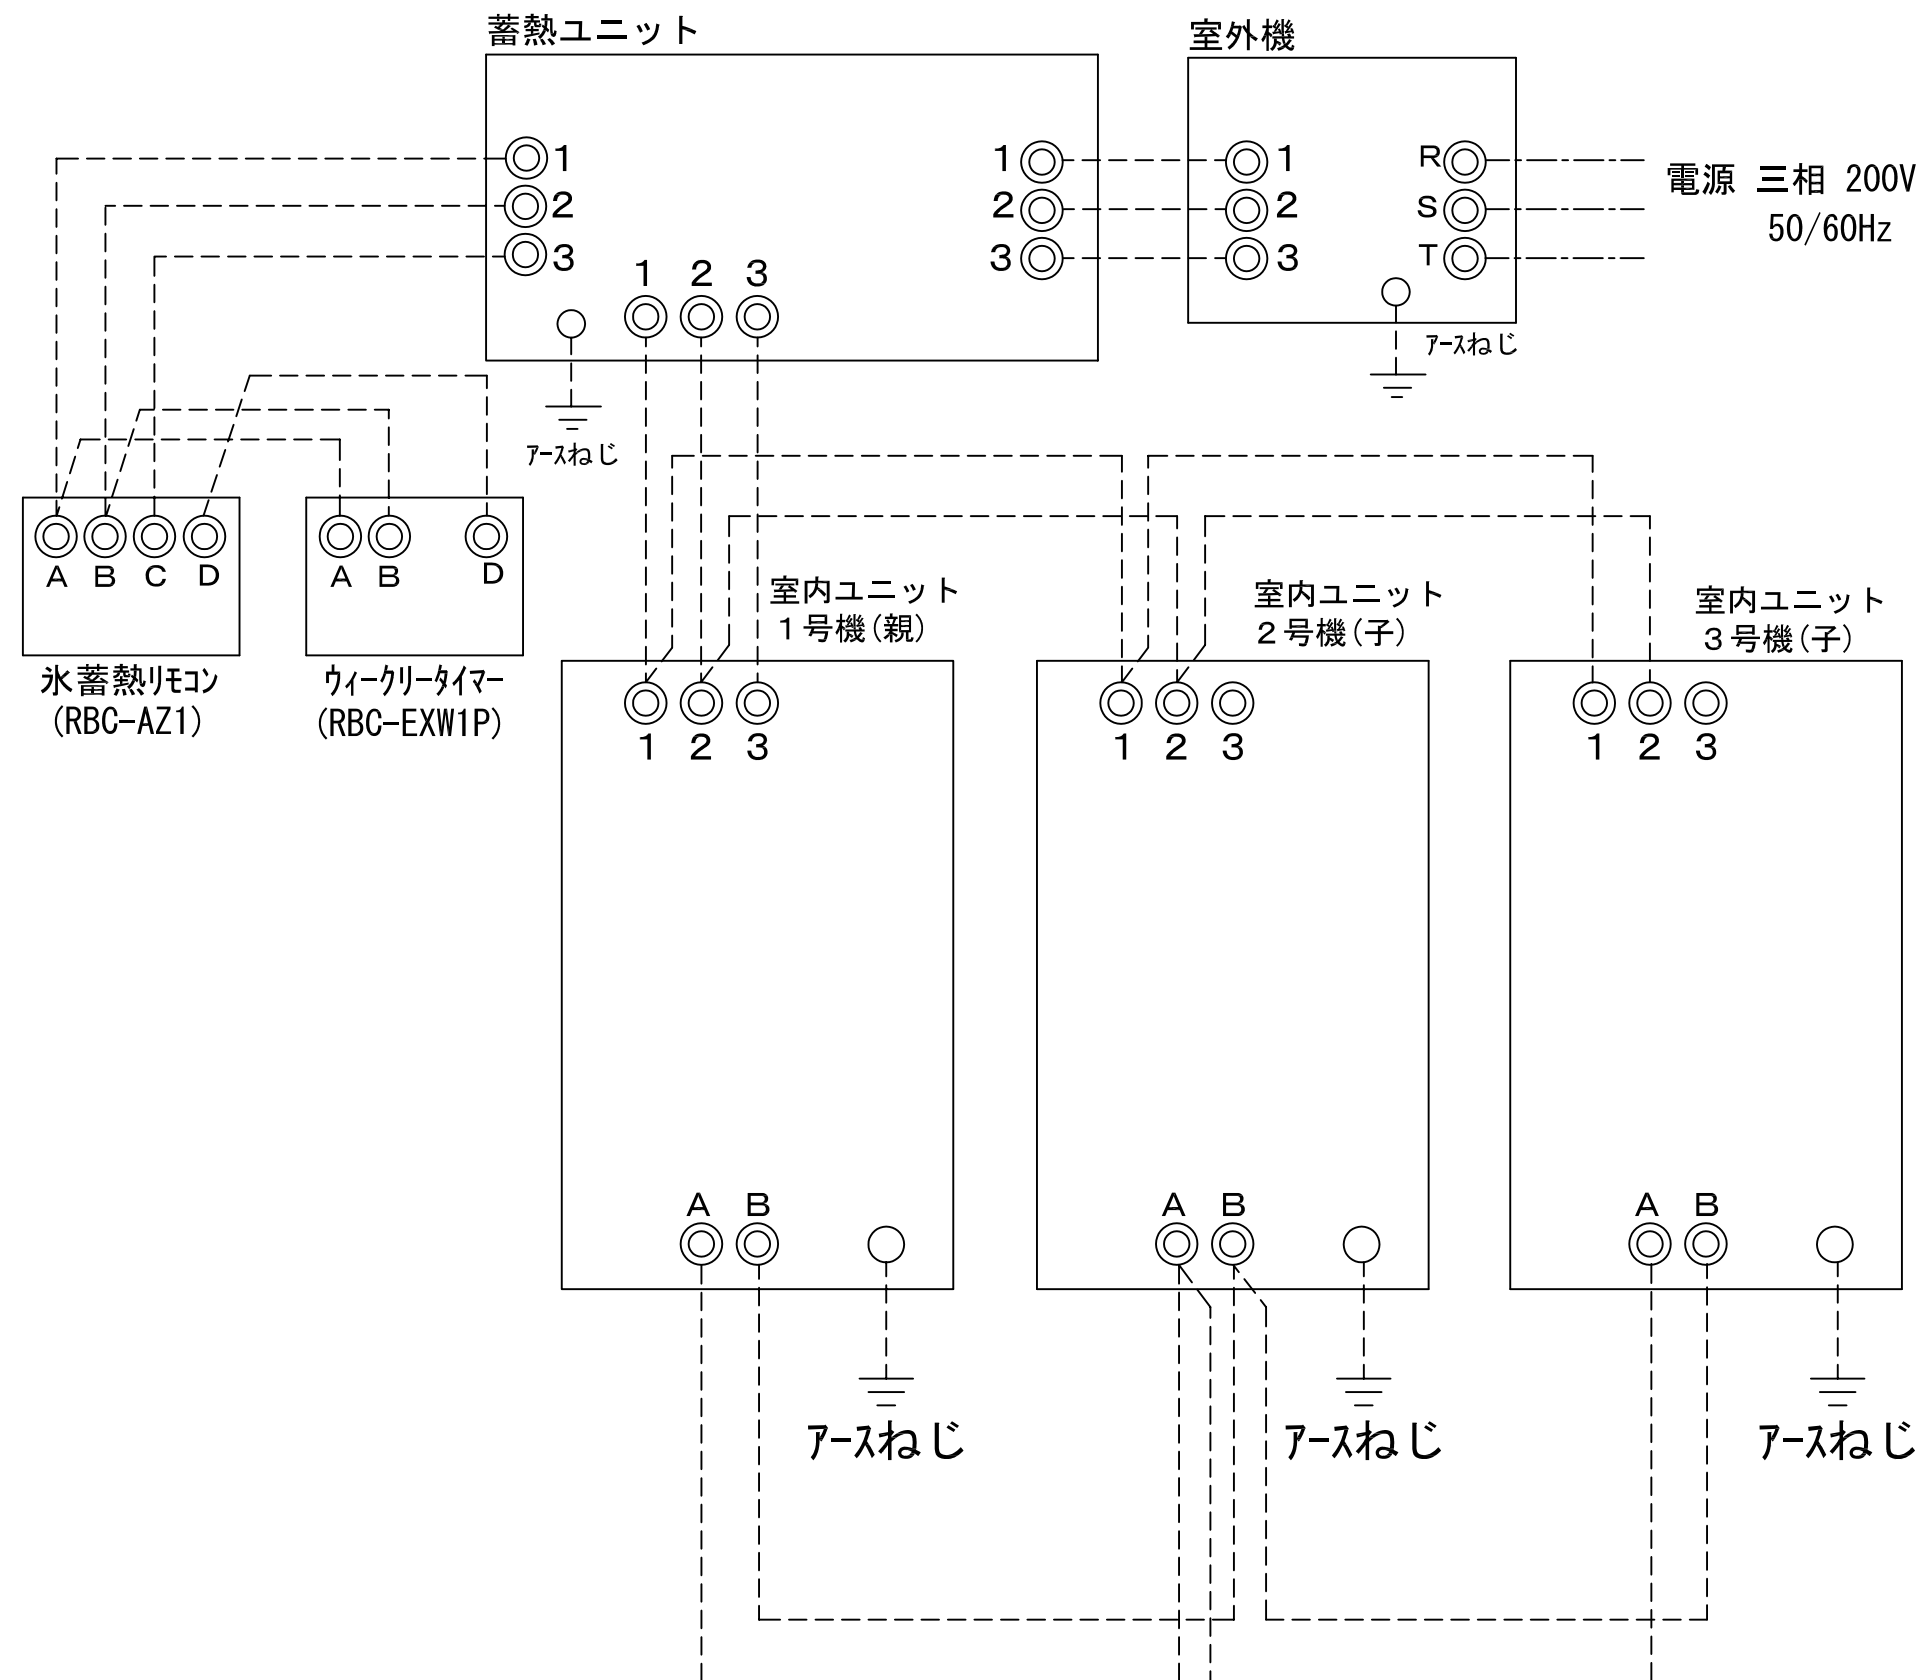 蓄熱ユニット
室外機
1
2
3
1
2
3
1
2
3
1
2
3
R
S
T
電源 三相 200V
50/60Hz
ｱｰｽねじ
ｱｰｽねじ
A B C D
A B D
氷蓄熱ﾘﾓｺﾝ
(RBC-AZ1)
ｳｨｰｸﾘｰﾀｲﾏｰ
(RBC-EXW1P)
室内ユニット
1号機(親)
室内ユニット
2号機(子)
室内ユニット
3号機(子)
1 2 3
1 2 3
1 2 3
A B
A B
A B
ｱｰｽねじ
ｱｰｽねじ
ｱｰｽねじ